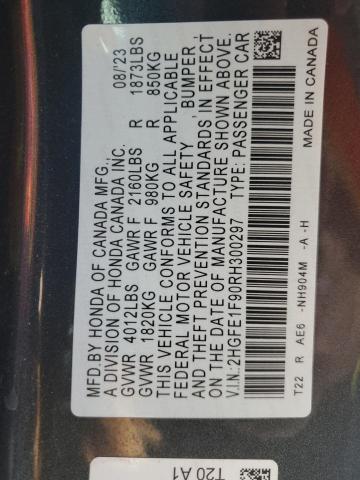 MFD.BY HONDA OF CANADA MFG., 08/'23
A DIVISION OF HONDA CANADA INC.
GVWR 4012LBS GAWR F 2160LBS R 1873LBS
GVWR 1820KG GAWR F 980KG R 850KG
THIS VEHICLE CONFORMS TO ALL APPLICABLE
FEDERAL MOTOR VEHICLE SAFETY, BUMPER,
AND THEFT PREVENTION STANDARDS IN EFFECT
ON THE DATE OF MANUFACTURE SHOWN ABOVE.
V.I.N.: 2HGFE1F90RH300297 TYPE: PASSENGER CAR
T22 R AE6 -NH904M -A -H MADE IN CANADA
T20 A1